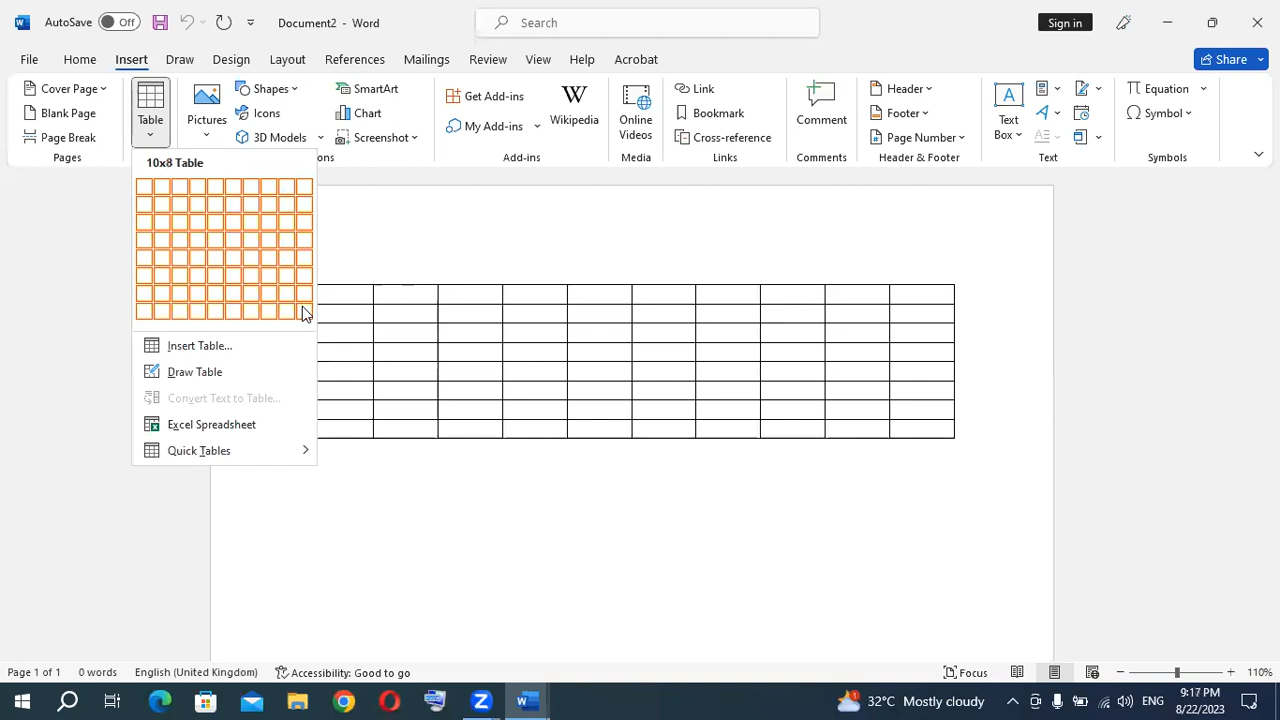 AutoSave Off Document2 - Word Search Sign in
File Home Insert Draw Design Layout References Mailings Review View Help Acrobat Share
Cover Page
Blank Page
Page Break
Pages
Table
Pictures
Shapes
Icons
3D Models
SmartArt
Chart
Screenshot
ons
Get Add-ins
My Add-ins
W
Wikipedia
Add-ins
Online
Videos
Media
Comment
Comments
Link
Bookmark
Cross-reference
Links
Header
Footer
Page Number
Header & Footer
Text
Box
Text
Equation
Symbol
Symbols
10x8 Table
Insert Table...
Draw Table
Convert Text to Table...
Excel Spreadsheet
Quick Tables
Page 1 of 1 0 words English (United Kingdom) Accessibility: Good to go Focus 110%
32°C Mostly cloudy ENG 9:17 PM
8/22/2023